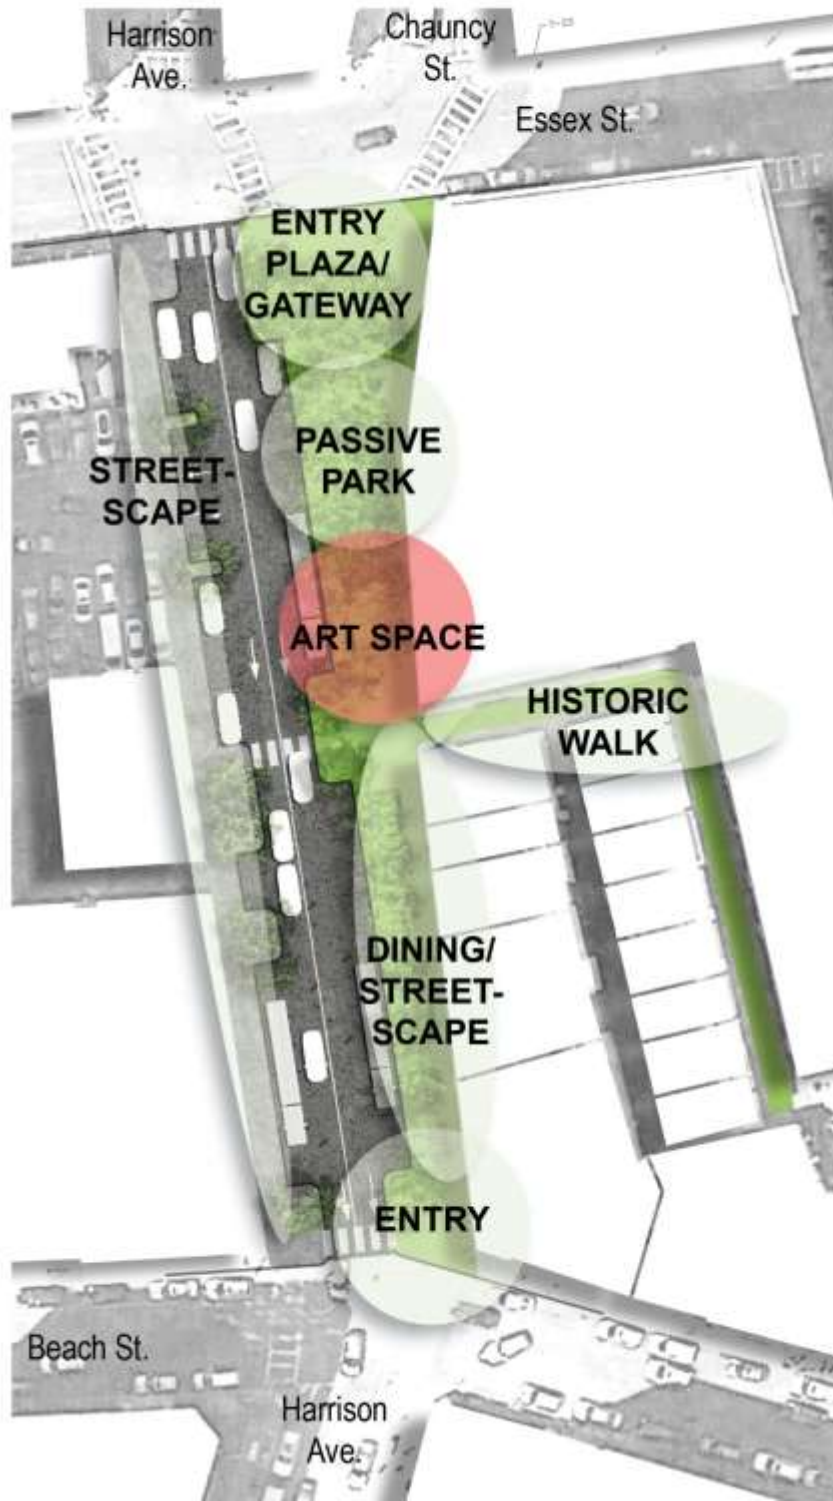 Harrison
Ave.
Chauncy
St.
Essex St.
ENTRY
PLAZA/
GATEWAY
PASSIVE
PARK
STREET-
SCAPE
ART SPACE
HISTORIC
WALK
DINING/
STREET-
SCAPE
ENTRY
Beach St.
Harrison
Ave.